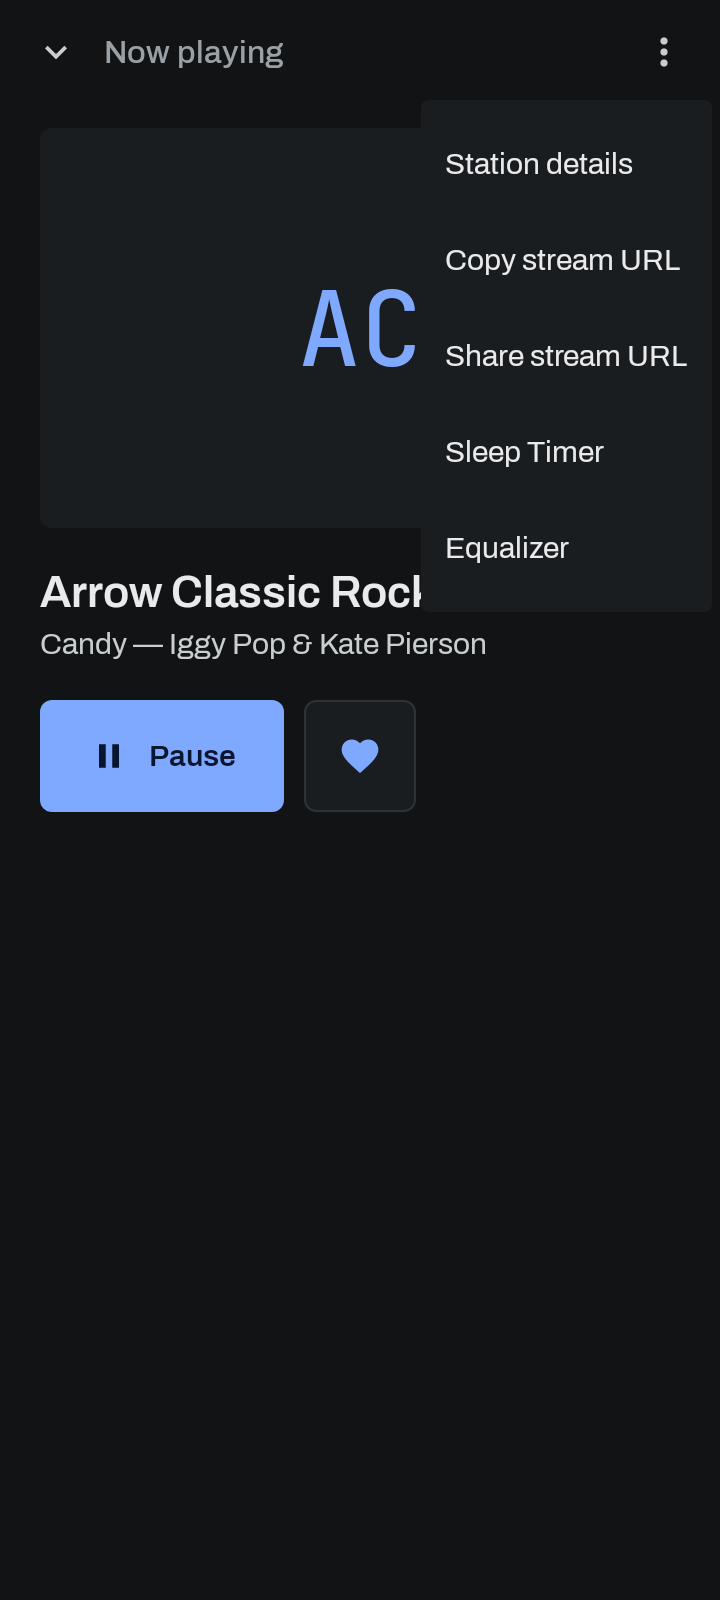 Now playing
Station details
Copy stream URL
Share stream URL
Sleep Timer
Equalizer
AC
Arrow Classic Rock
Candy — Iggy Pop & Kate Pierson
Pause